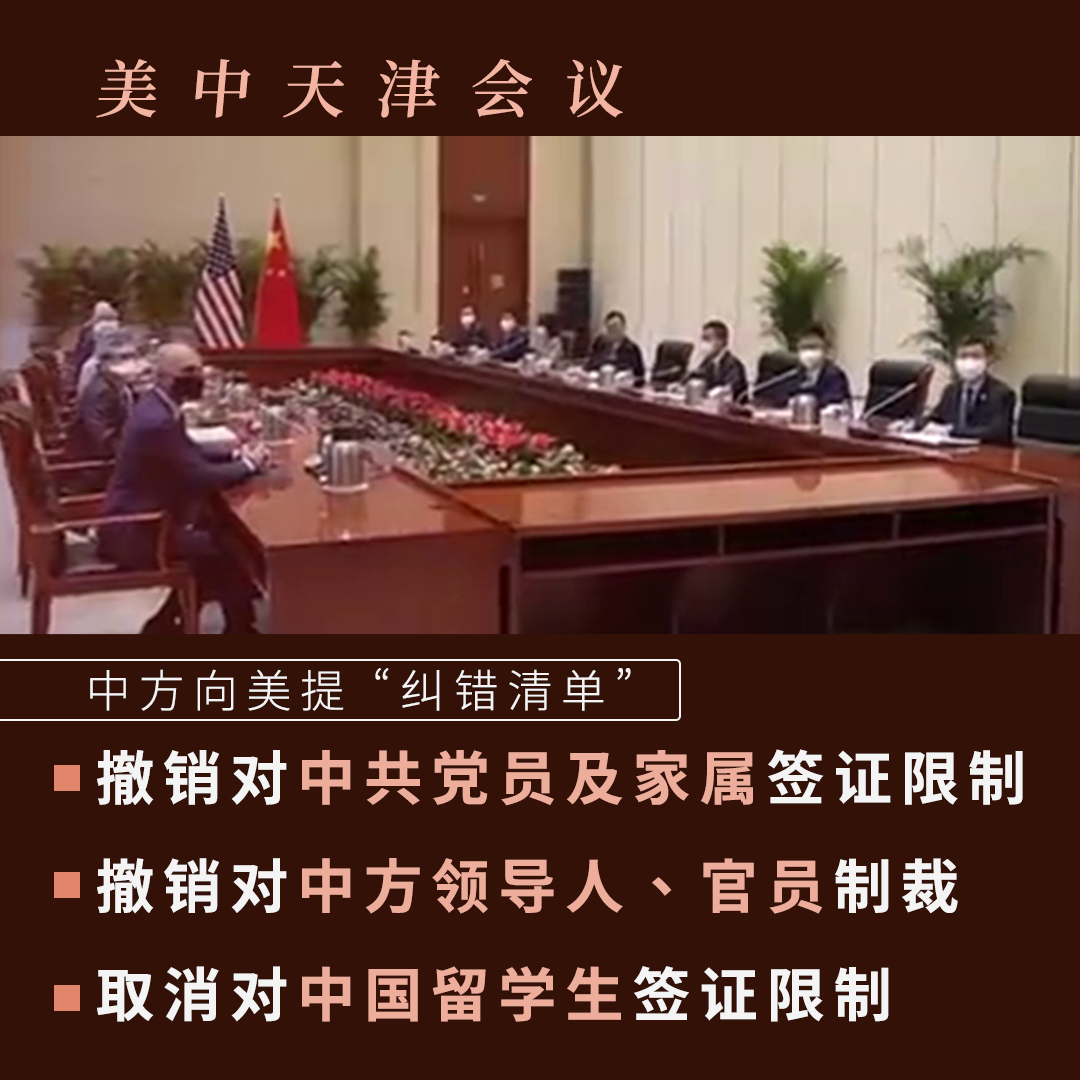 美中天津会议
中方向美提“纠错清单”
撤销对中共党员及家属签证限制
撤销对中方领导人、官员制裁
取消对中国留学生签证限制